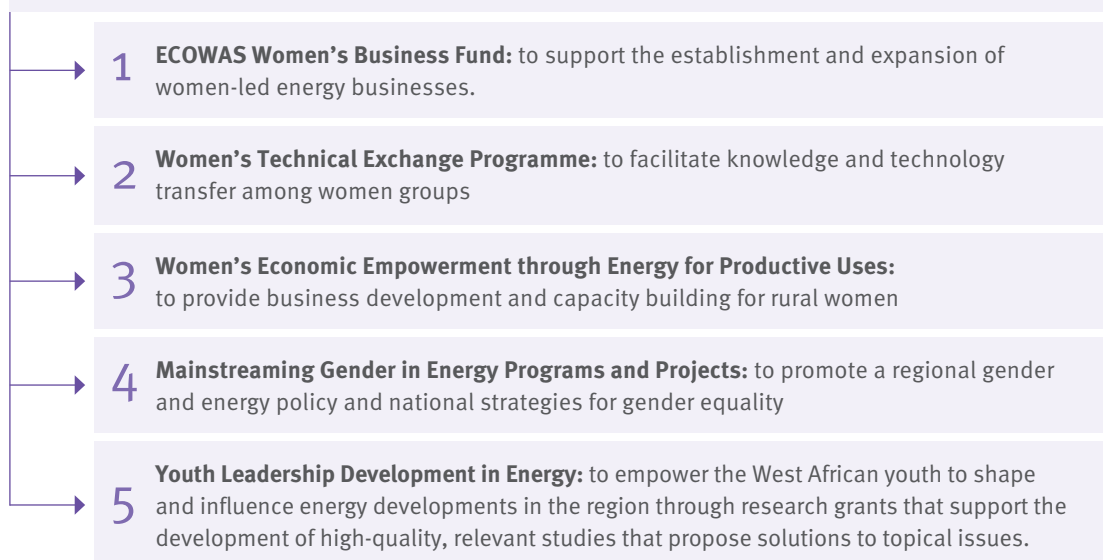 1 ECOWAS Women’s Business Fund: to support the establishment and expansion of
women-led energy businesses.
2 Women’s Technical Exchange Programme: to facilitate knowledge and technology
transfer among women groups
3 Women’s Economic Empowerment through Energy for Productive Uses:
to provide business development and capacity building for rural women
4 Mainstreaming Gender in Energy Programs and Projects: to promote a regional gender
and energy policy and national strategies for gender equality
5 Youth Leadership Development in Energy: to empower the West African youth to shape
and influence energy developments in the region through research grants that support the
development of high-quality, relevant studies that propose solutions to topical issues.